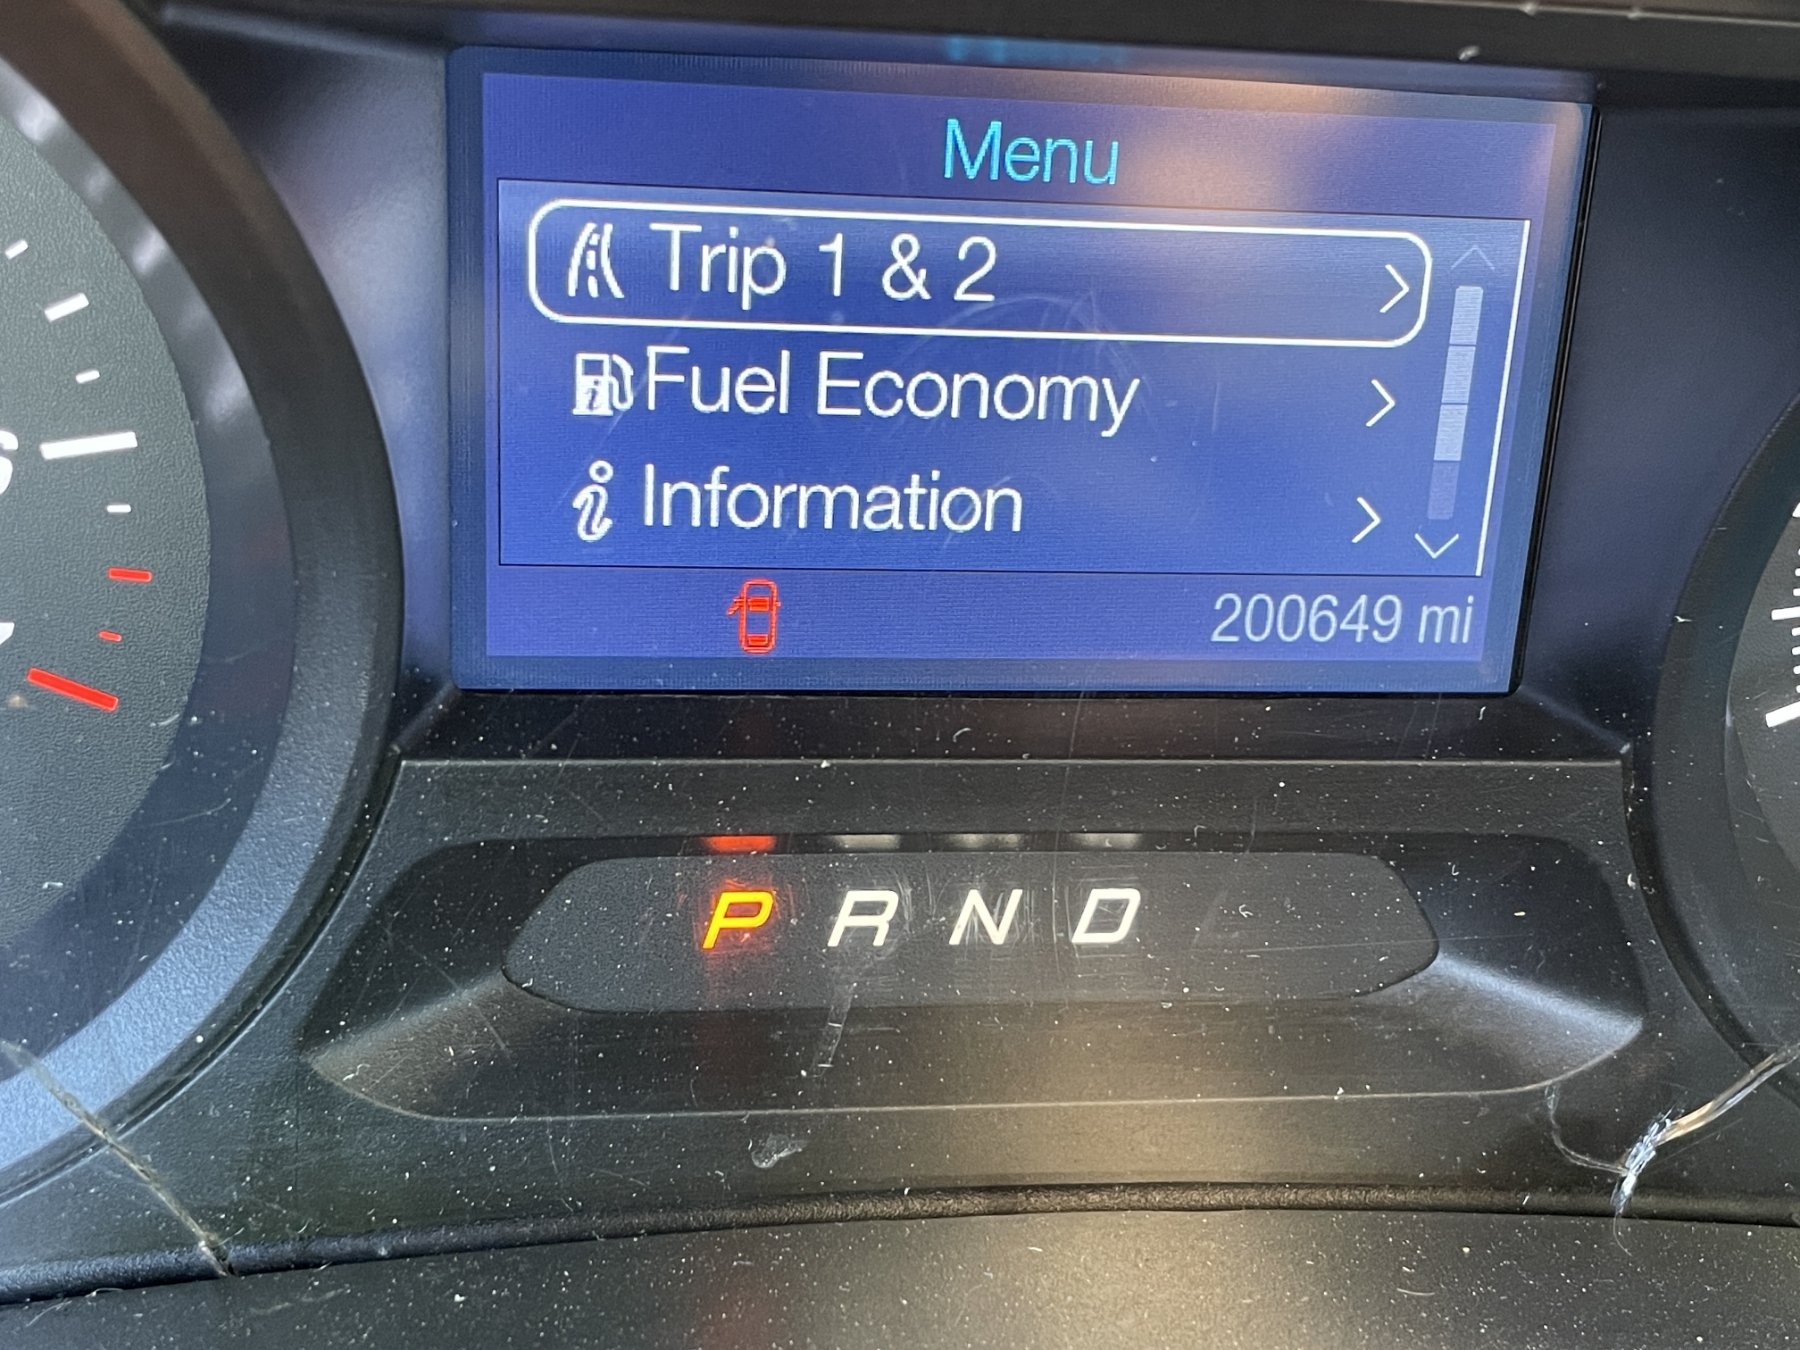 Menu
Trip 1 & 2
Fuel Economy
Information
200649 mi
P R N D